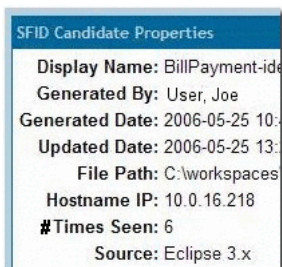 SFID Candidate Properties
Display Name: BillPayment-ide
Generated By: User, Joe
Generated Date: 2006-05-25 10:
Updated Date: 2006-05-25 13:
File Path: C:\workspaces
Hostname IP: 10.0.16.218
#Times Seen: 6
Source: Eclipse 3.x